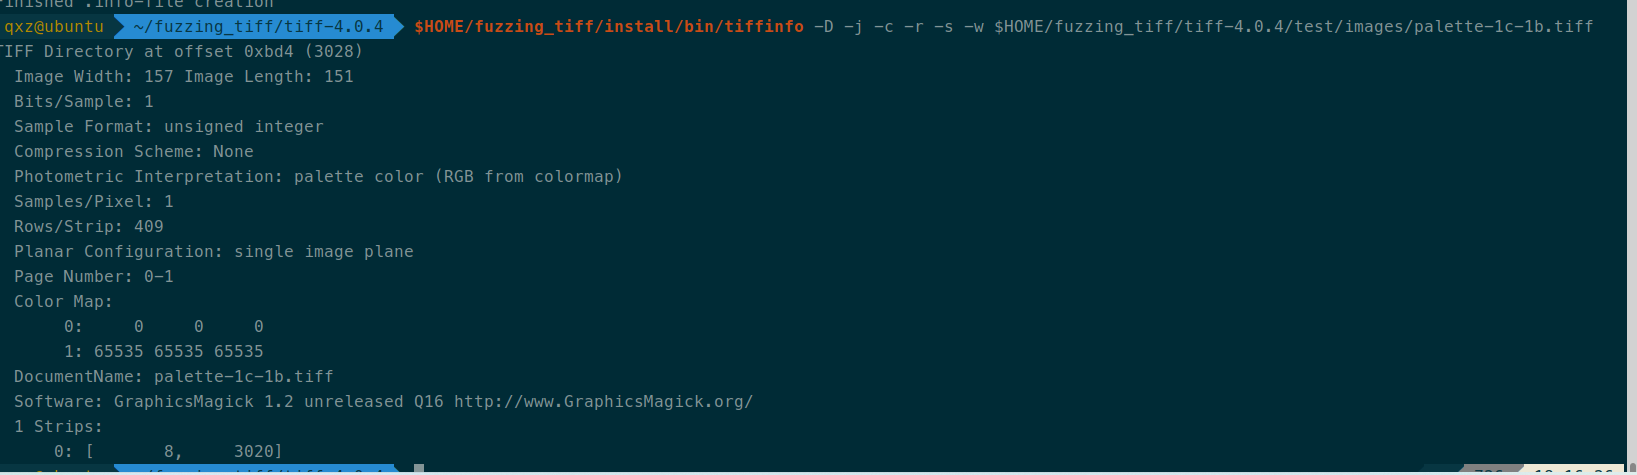 inished .info-file creation
qxz@ubuntu ~/fuzzing_tiff/tiff-4.0.4 $HOME/fuzzing_tiff/install/bin/tiffinfo -D -j -c -r -s -w $HOME/fuzzing_tiff/tiff-4.0.4/test/images/palette-1c-1b.tiff
TIFF Directory at offset 0xbd4 (3028)
Image Width: 157 Image Length: 151
Bits/Sample: 1
Sample Format: unsigned integer
Compression Scheme: None
Photometric Interpretation: palette color (RGB from colormap)
Samples/Pixel: 1
Rows/Strip: 409
Planar Configuration: single image plane
Page Number: 0-1
Color Map:
0: 0 0 0
1: 65535 65535 65535
DocumentName: palette-1c-1b.tiff
Software: GraphicsMagick 1.2 unreleased Q16 http://www.GraphicsMagick.org/
1 Strips:
0: [ 8, 3020]